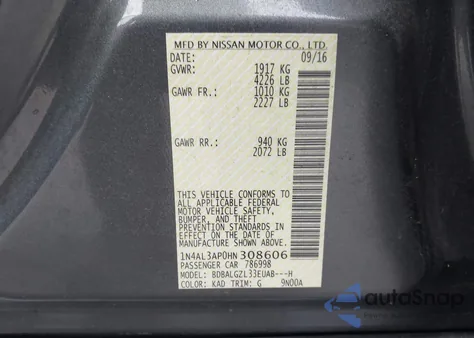 MFD BY NISSAN MOTOR CO., LTD.
DATE: 09/16
GVWR: 1917 KG
4226 LB
GAWR FR.: 1010 KG
2227 LB
GAWR RR.: 940 KG
2072 LB
THIS VEHICLE CONFORMS TO
ALL APPLICABLE FEDERAL
MOTOR VEHICLE SAFETY,
BUMPER, AND THEFT
PREVENTION STANDARDS IN
EFFECT ON THE DATE OF
MANUFACTURE SHOWN ABOVE.
1N4AL3AP0HN308606
PASSENGER CAR 786998
MODEL: BDBALGZL33EUAB---H
COLOR: KAD TRIM: G 9N00A
autoSnap